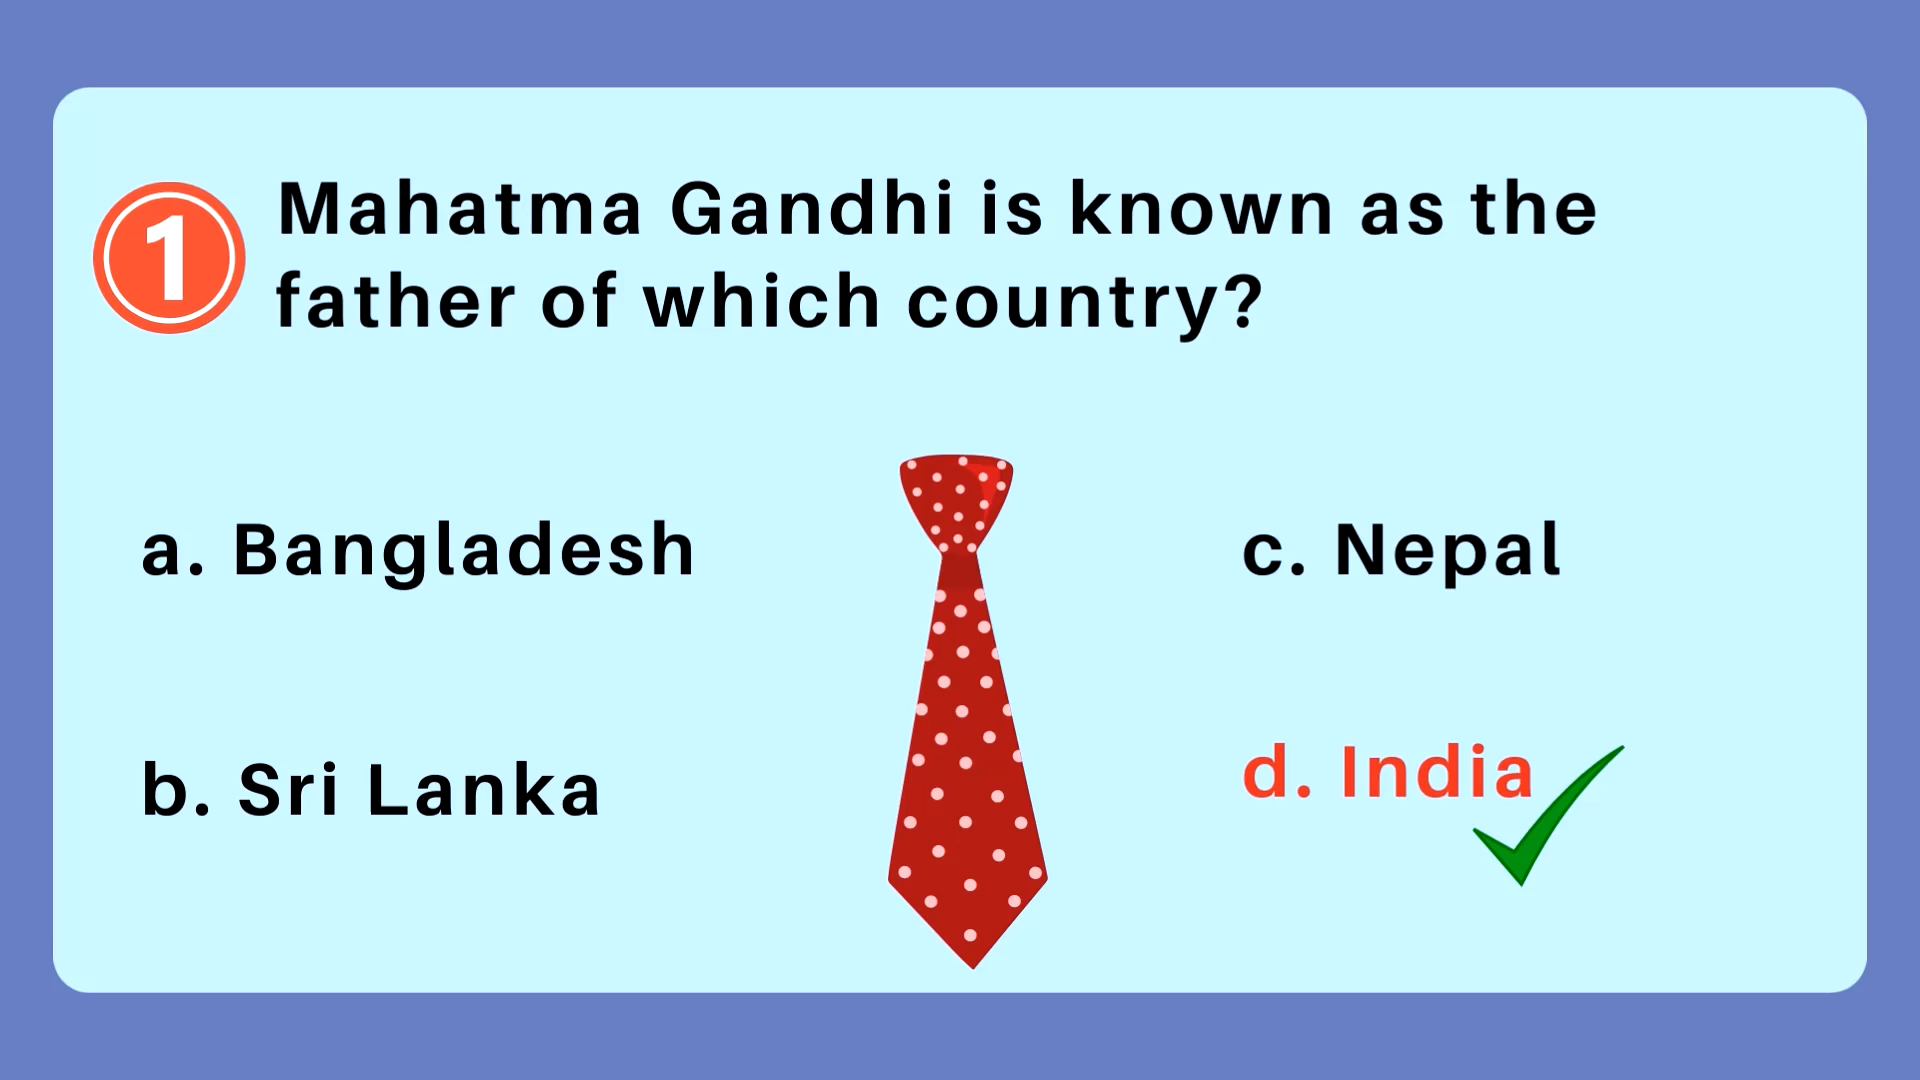 1
Mahatma Gandhi is known as the
father of which country?
a. Bangladesh
b. Sri Lanka
c. Nepal
d. India